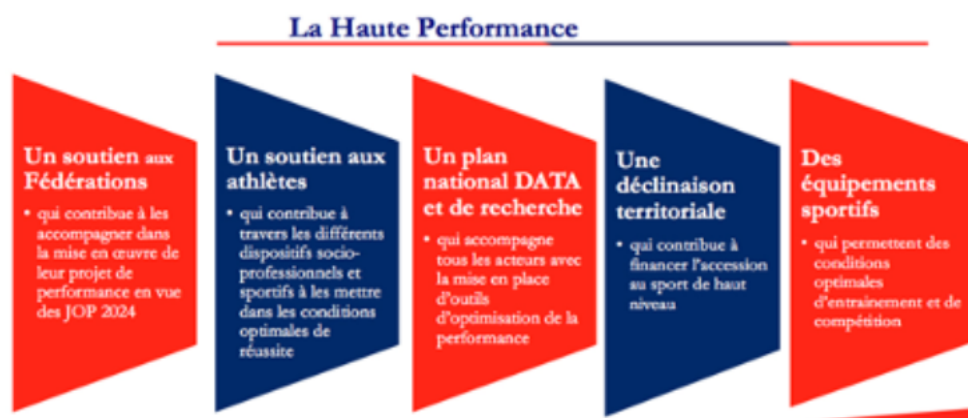 La Haute Performance
Un soutien aux
Fédérations
• qui contribue à les
accompagner dans
la mise en œuvre de
leur projet de
performance en vue
des JOP 2024
Un soutien aux
athlètes
• qui contribue à
travers les différents
dispositifs socio-
professionnels et
sportifs à les mettre
dans les conditions
optimales de
réussite
Un plan
national DATA
et de recherche
• qui accompagne
tous les acteurs avec
la mise en place
d'outils
d'optimisation de la
performance
Une
déclinaison
territoriale
• qui contribue à
financer l'accession
au sport de haut
niveau
Des
équipements
sportifs
• qui permettent des
conditions
optimales
d'entrainement et de
compétition